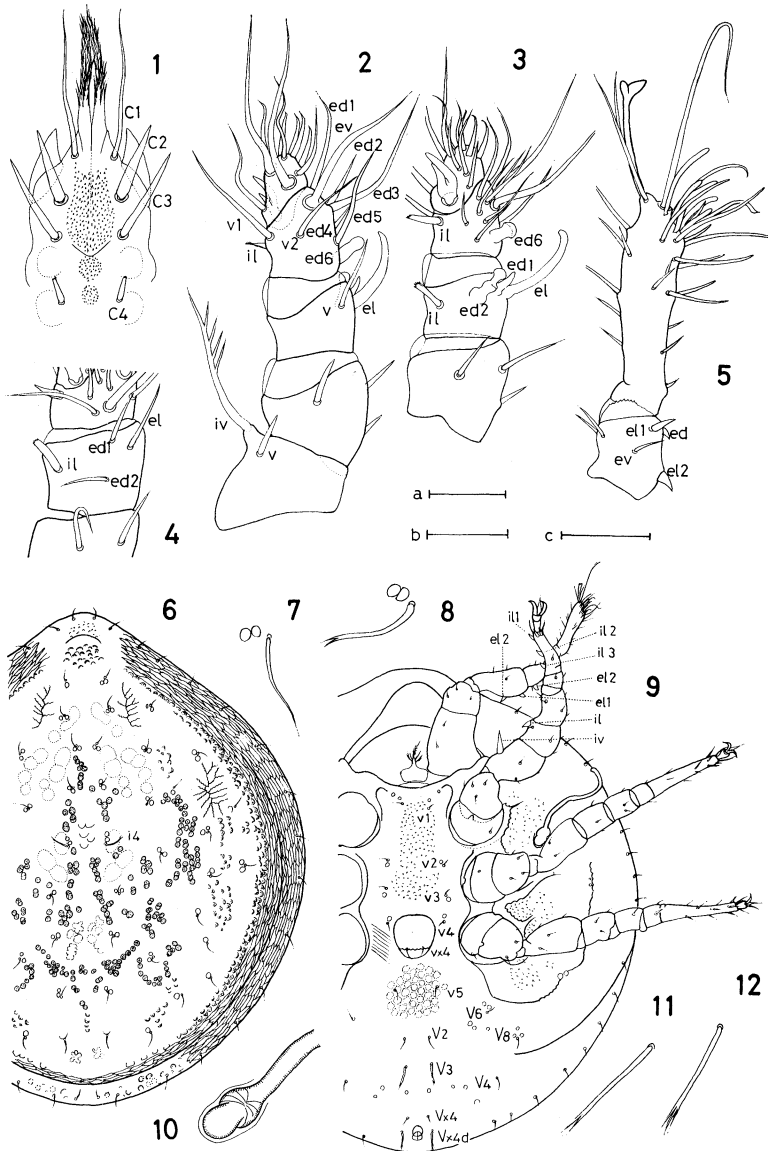 1
C1
C2
C3
C4
2
ed1
ev
ed2
ed3
ed5
v1
v2
ed4
il
ed6
v
el
iv
v
3
il
ed6
ed1
el
il
ed2
4
el
ed1
il
ed2
5
el1
ed
ev
el2
a
b
c
6
i4
7
8
9
il1
el2
il2
il3
el2
el1
il
iv
v1
v2
v3
v4
vx4
v5
V6
V8
V2
V3
V4
Vx4
Vx4d
10
11
12